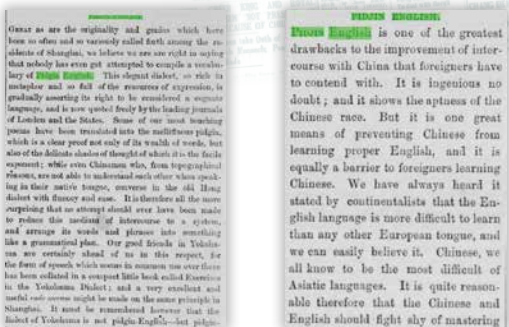 GREAT as are the originality and genius which have
been so often and so variously called forth among the re-
sidents of Shanghai, we believe we are are right in saying
that nobody has even yet attempted to compile a vocabu-
lary of Pidgin English. This elegant dialect, so rich in
metaphor and so full of the resources of expression, is
gradually asserting its right to be considered a separate
language, and is now quoted freely by the leading journals
of London and the States. Some of our most touching
poems have been translated into the mellifluous pidgin,
which is a clear proof not only of its wealth of words, but
also of the delicate shades of thought of which it is the facile
exponent; while even Chinamen who, from topographical
reasons, are not able to understand each other when speak-
ing in their native tongue, converse in the old Hong
dialect with fluency and ease. It is therefore all the more
surprising that no attempt should ever have been made
to reduce this medium of intercourse to a system,
and arrange its words and phrases into something
like a grammatical plan. Our good friends in Yokoha-
ma are certainly ahead of us in this respect, for
the form of speech which seems in common use over there
has been collated in a compact little book called Exercises
in the Yokohama Dialect; and a very excellent and
useful might be made on the same principle in
Shanghai. It must be remembered however that the
dialect of Yokohama is not pidgin-English—but pidgin-
PIDJIN ENGLISH.
PIDJIN English is one of the greatest
drawbacks to the improvement of inter-
course with China that foreigners have
to contend with. It is ingenious no
doubt; and it shows the aptness of the
Chinese race. But it is one great
means of preventing Chinese from
learning proper English, and it is
equally a barrier to foreigners learning
Chinese. We have always heard it
stated by continentalists that the En-
glish language is more difficult to learn
than any other European tongue, and
we can easily believe it. Chinese, we
all know to be the most difficult of
Asiatic languages. It is quite reason-
able therefore that the Chinese and
English should fight shy of mastering